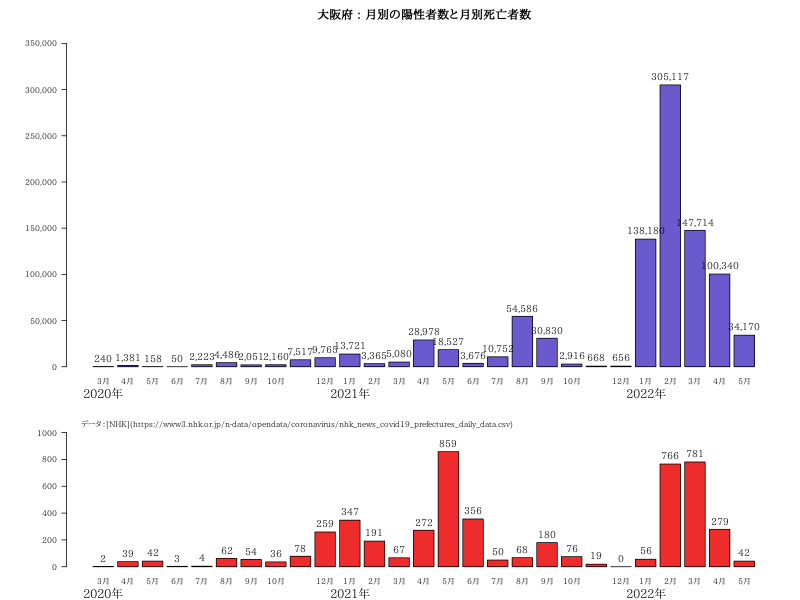 大阪府：月別の陽性者数と月別死亡者数
350,000
300,000
250,000
200,000
150,000
100,000
50,000
0
240 1,381 158 50 2,223 4,486 2,051 2,160 7,517 9,765 13,721 3,365 5,080 28,978 18,527 3,676 10,752 54,586 30,830 2,916 668 656 138,180 305,117 147,714 100,340 34,170
3月 4月 5月 6月 7月 8月 9月 10月 12月 1月 2月 3月 4月 5月 6月 7月 8月 9月 10月 12月 1月 2月 3月 4月 5月
2020年 2021年 2022年
データ:[NHK](https://www3.nhk.or.jp/n-data/opendata/coronavirus/nhk_news_covid19_prefectures_daily_data.csv)
1000
800
600
400
200
0
2 39 42 3 4 62 54 36 78 259 347 191 67 272 859 356 50 68 180 76 19 0 56 766 781 279 42
3月 4月 5月 6月 7月 8月 9月 10月 12月 1月 2月 3月 4月 5月 6月 7月 8月 9月 10月 12月 1月 2月 3月 4月 5月
2020年 2021年 2022年